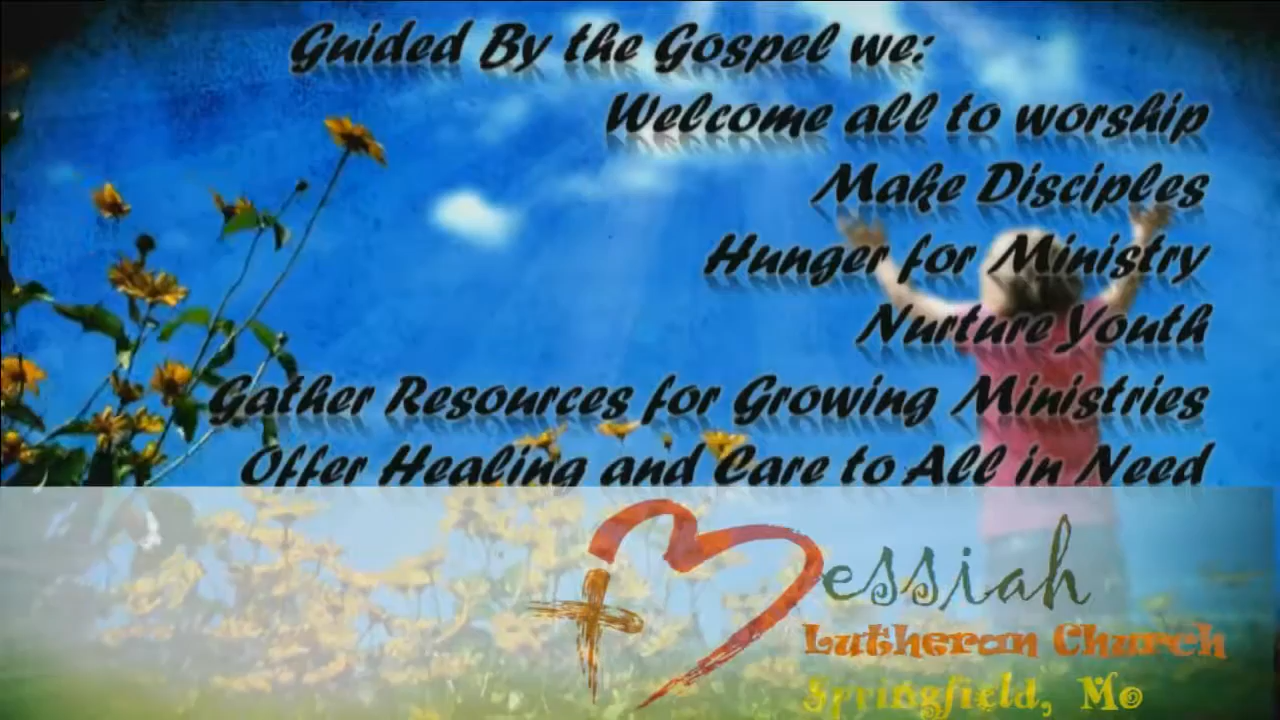 Guided By the Gospel we:
Welcome all to worship
Make Disciples
Hunger for Ministry
Nurture Youth
Gather Resources for Growing Ministries
Offer Healing and Care to All in Need
Messiah
Lutheran Church
Springfield, Mo